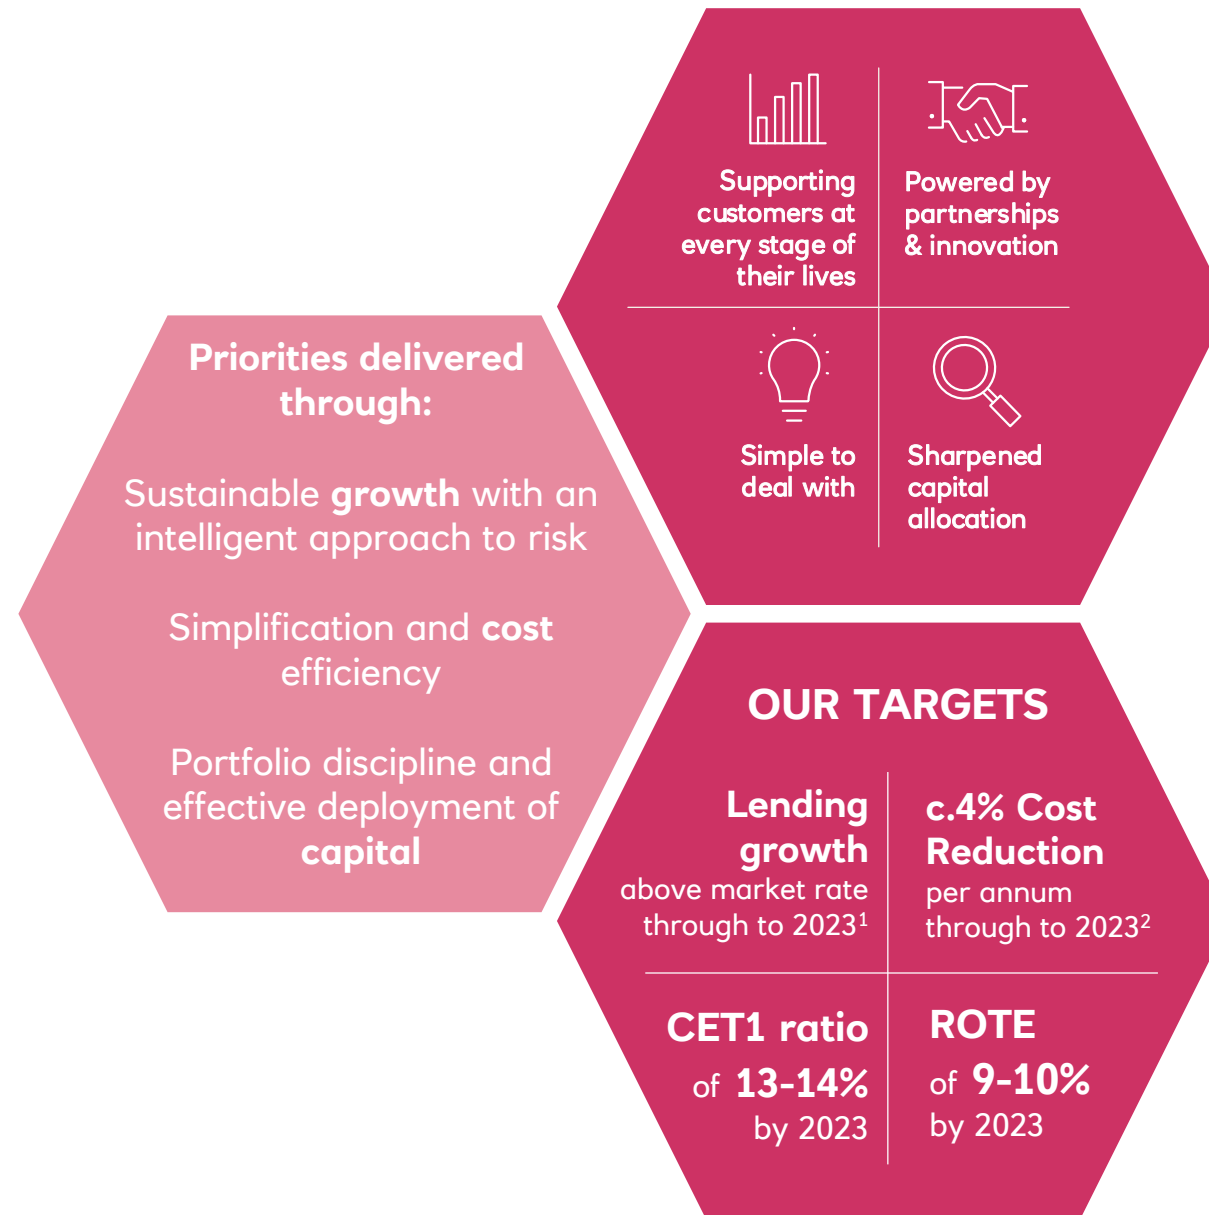 Supporting
customers at
every stage of
their lives
Powered by
partnerships
& innovation
Simple to
deal with
Sharpened
capital
allocation
Priorities delivered
through:
Sustainable growth with an
intelligent approach to risk
Simplification and cost
efficiency
Portfolio discipline and
effective deployment of
capital
OUR TARGETS
Lending
growth
above market rate
through to 2023¹
c.4% Cost
Reduction
per annum
through to 2023²
CET1 ratio
of 13-14%
by 2023
ROTE
of 9-10%
by 2023